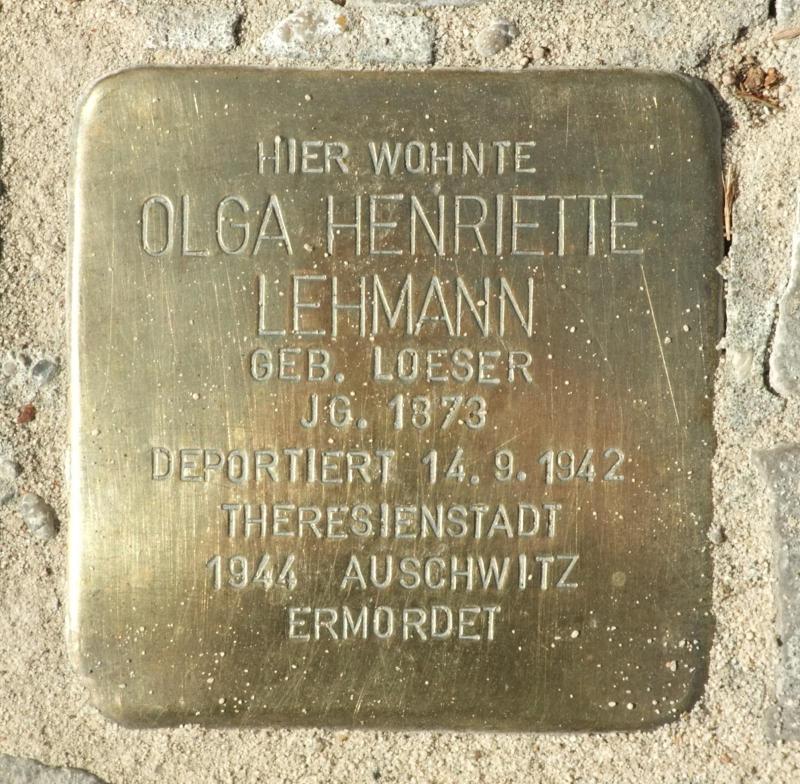 HIER WOHNTE
OLGA HENRIETTE
LEHMANN
GEB. LOESER
JG. 1873
DEPORTIERT 14.9.1942
THERESIENSTADT
1944 AUSCHWITZ
ERMORDET